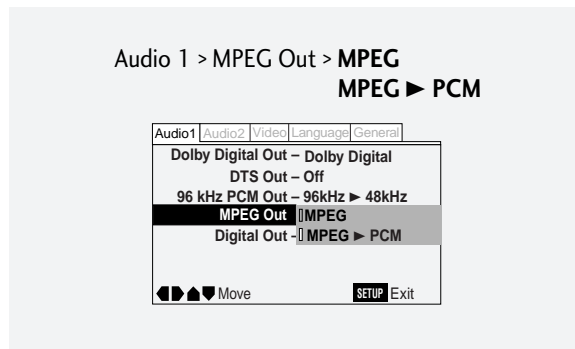 Audio 1 > MPEG Out > MPEG
MPEG ► PCM
Audio1 Audio2 Video Language General
Dolby Digital Out – Dolby Digital
DTS Out – Off
96 kHz PCM Out – 96kHz ► 48kHz
MPEG Out MPEG
Digital Out - MPEG ► PCM
Move SETUP Exit